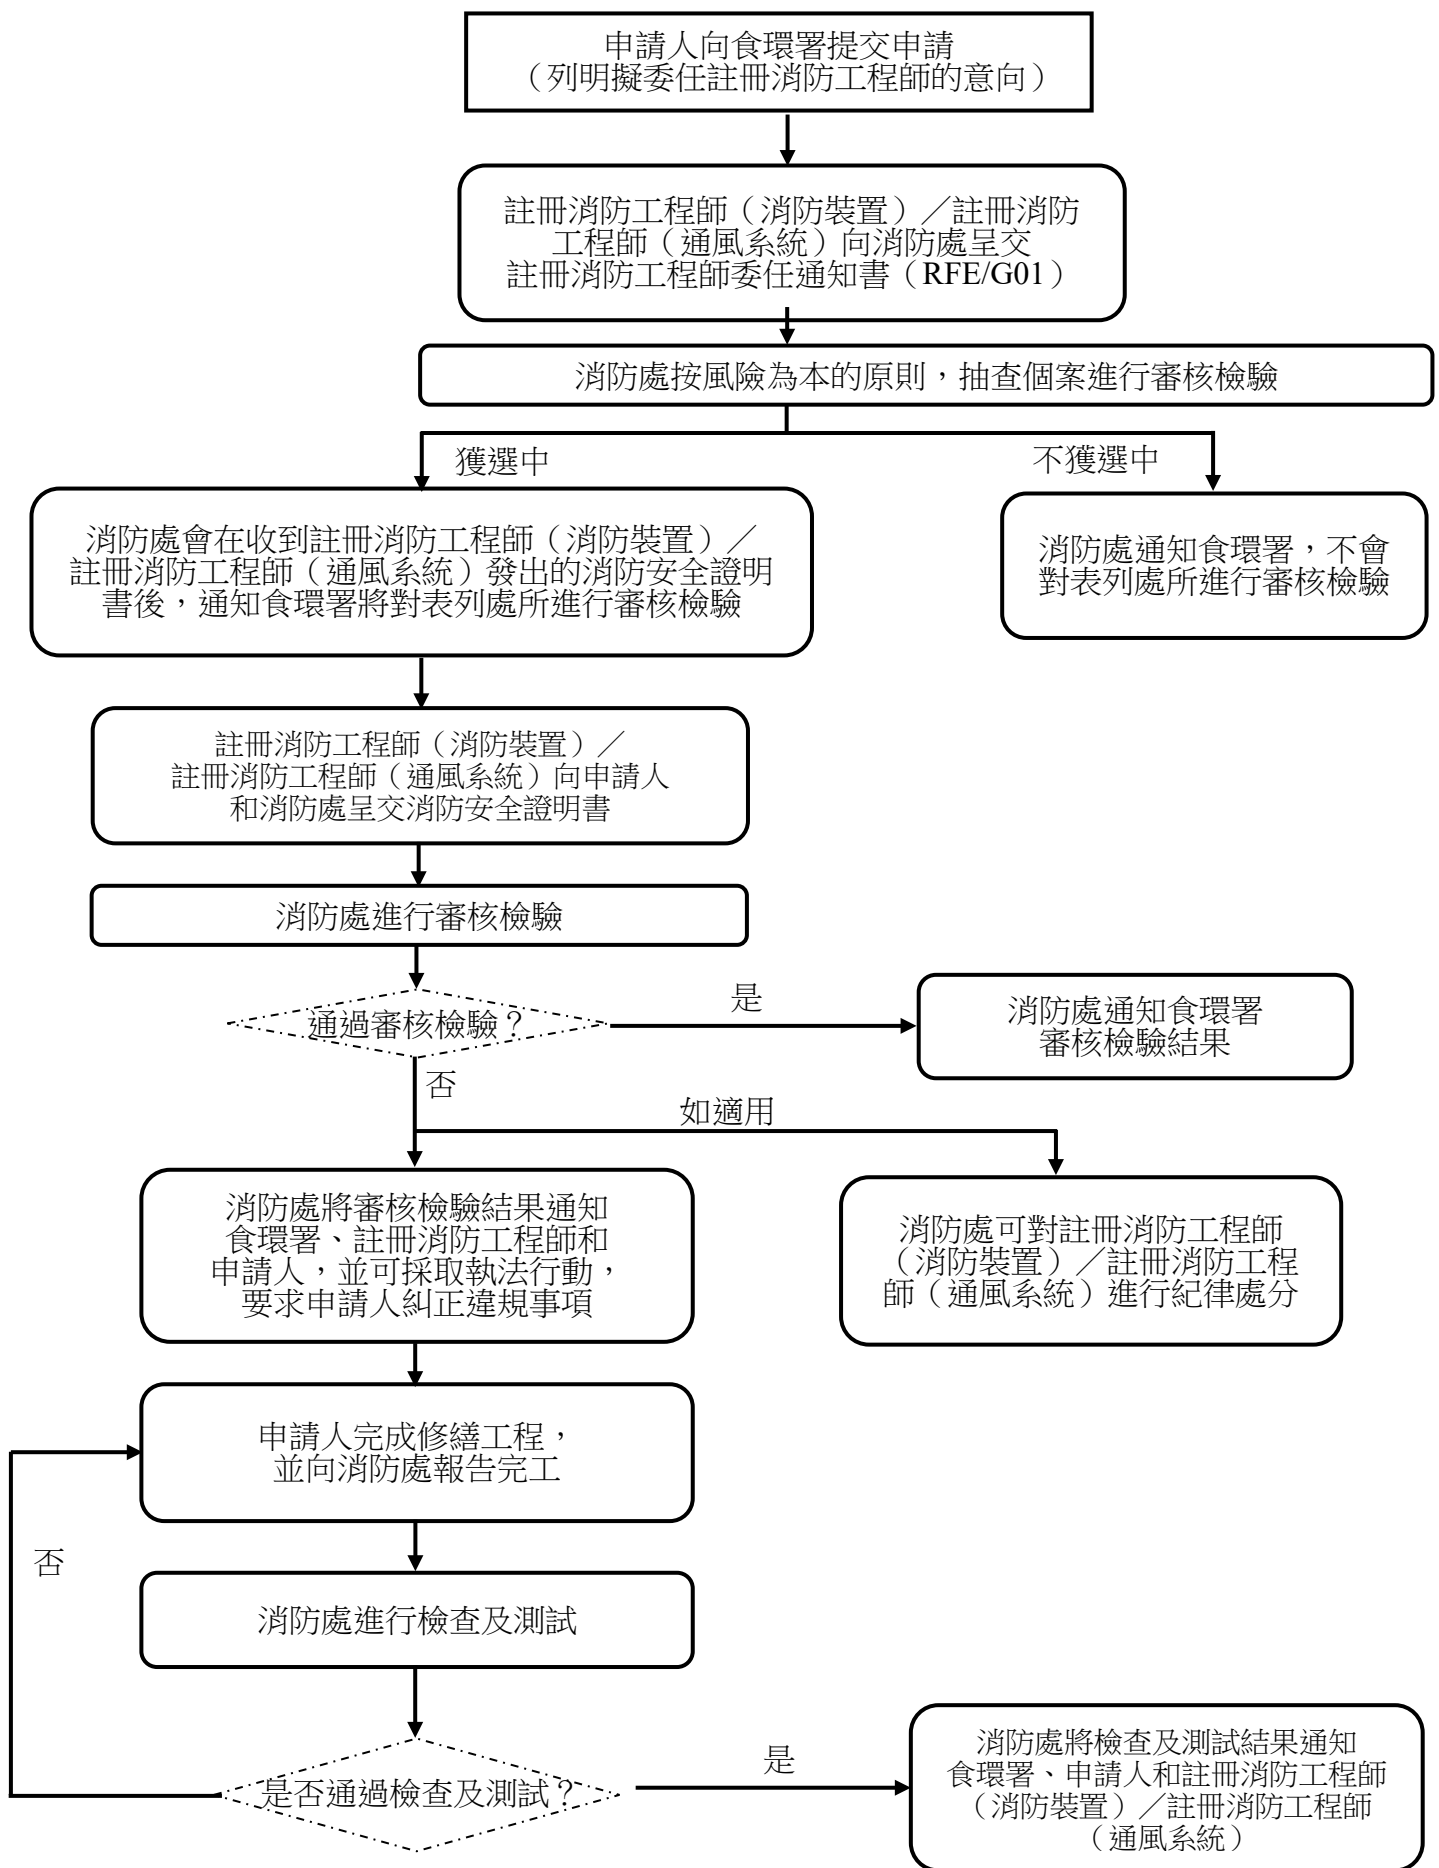 申請人向食環署提交申請
（列明擬委任註冊消防工程師的意向）
註冊消防工程師（消防裝置）／註冊消防
工程師（通風系統）向消防處呈交
註冊消防工程師委任通知書（RFE/G01）
消防處按風險為本的原則，抽查個案進行審核檢驗
獲選中
不獲選中
消防處會在收到註冊消防工程師（消防裝置）／
註冊消防工程師（通風系統）發出的消防安全證明
書後，通知食環署將對表列處所進行審核檢驗
消防處通知食環署，不會
對表列處所進行審核檢驗
註冊消防工程師（消防裝置）／
註冊消防工程師（通風系統）向申請人
和消防處呈交消防安全證明書
消防處進行審核檢驗
通過審核檢驗？
是
消防處通知食環署
審核檢驗結果
否
如適用
消防處將審核檢驗結果通知
食環署、註冊消防工程師和
申請人，並可採取執法行動，
要求申請人糾正違規事項
消防處可對註冊消防工程師
（消防裝置）／註冊消防工程
師（通風系統）進行紀律處分
申請人完成修繕工程，
並向消防處報告完工
否
消防處進行檢查及測試
是否通過檢查及測試？
是
消防處將檢查及測試結果通知
食環署、申請人和註冊消防工程師
（消防裝置）／註冊消防工程師
（通風系統）